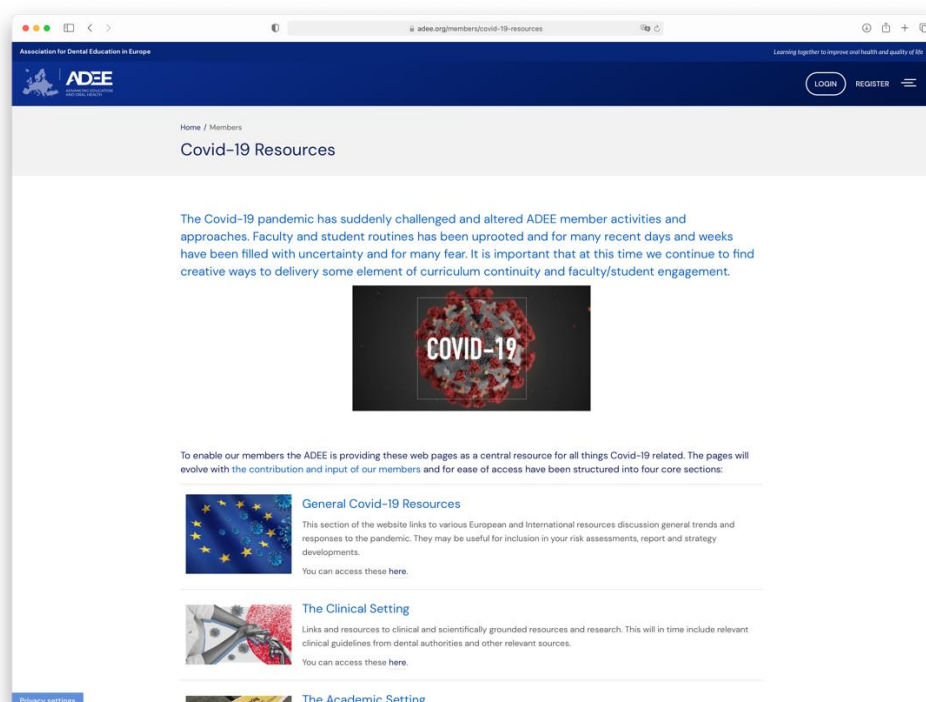 adee.org/members/covid-19-resources
Association for Dental Education in Europe
Learning together to improve oral health and quality of life
ADEE
ADVANCING EDUCATION
AND ORAL HEALTH
LOGIN
REGISTER
Home / Members
Covid-19 Resources
The Covid-19 pandemic has suddenly challenged and altered ADEE member activities and
approaches. Faculty and student routines has been uprooted and for many recent days and weeks
have been filled with uncertainty and for many fear. It is important that at this time we continue to find
creative ways to delivery some element of curriculum continuity and faculty/student engagement.
COVID-19
To enable our members the ADEE is providing these web pages as a central resource for all things Covid-19 related. The pages will
evolve with the contribution and input of our members and for ease of access have been structured into four core sections:
General Covid-19 Resources
This section of the website links to various European and International resources discussion general trends and
responses to the pandemic. They may be useful for inclusion in your risk assessments, report and strategy
developments.
You can access these here.
The Clinical Setting
Links and resources to clinical and scientifically grounded resources and research. This will in time include relevant
clinical guidelines from dental authorities and other relevant sources.
You can access these here.
The Academic Setting
Privacy settings